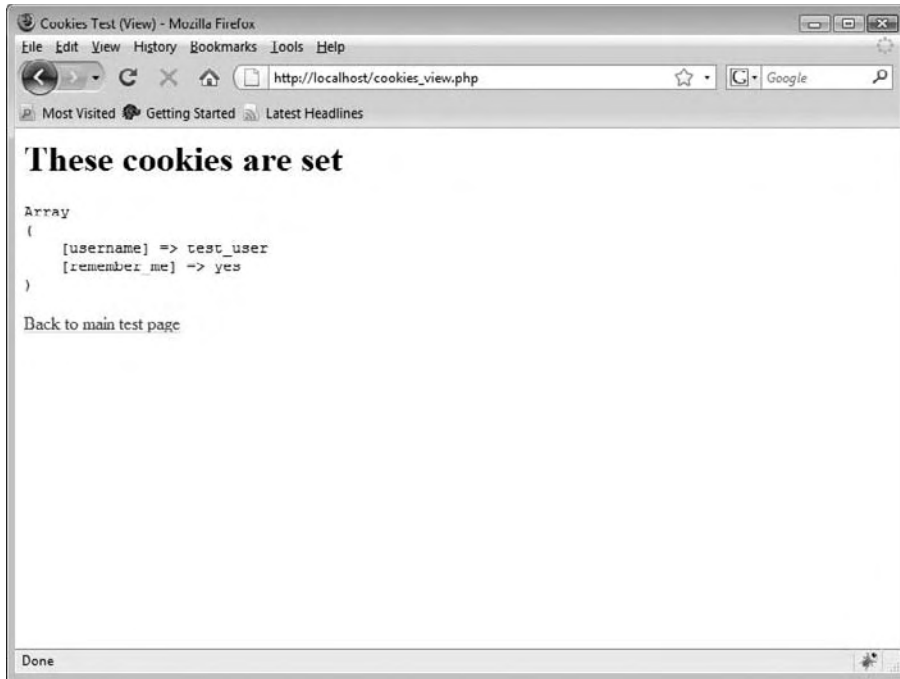 Cookies Test (View) - Mozilla Firefox
File Edit View History Bookmarks Tools Help
http://localhost/cookies_view.php
G Google
Most Visited Getting Started Latest Headlines
These cookies are set
Array
(
    [username] => test_user
    [remember_me] => yes
)
Back to main test page
Done